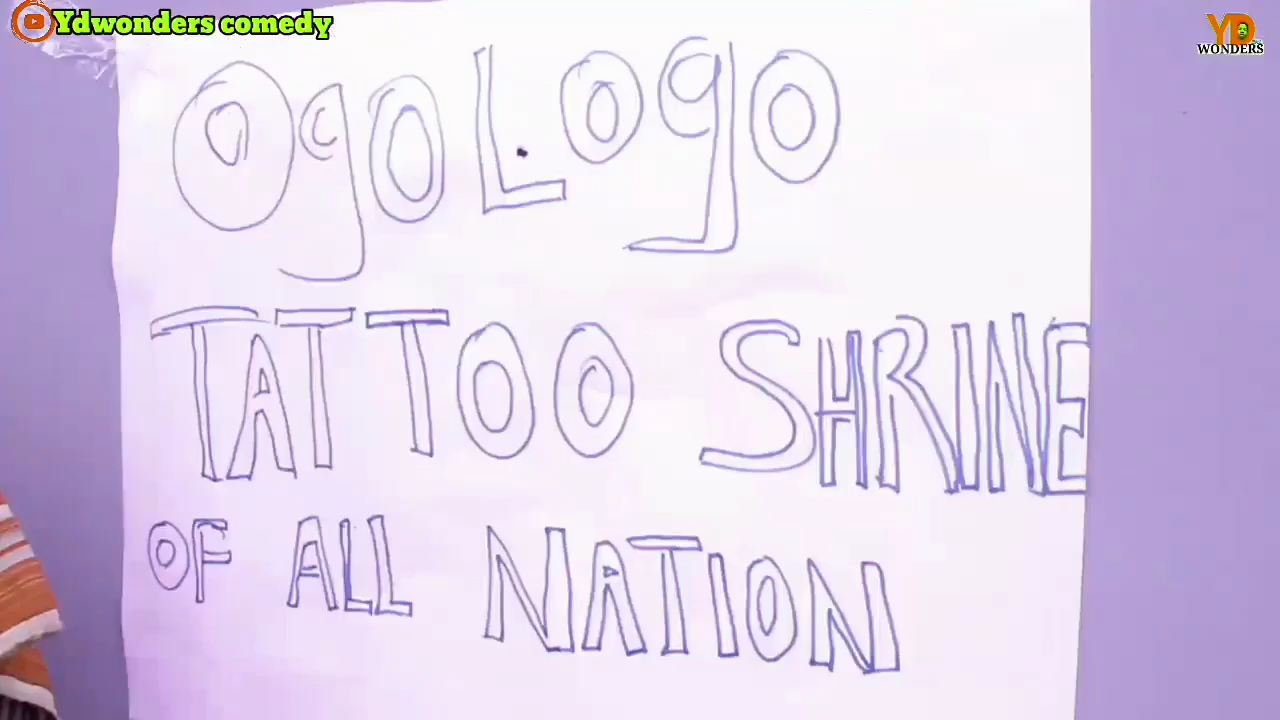 Ydwonders comedy
YD
WONDERS
OgOLOgO
TATTOO SHRINE
OF ALL NATION